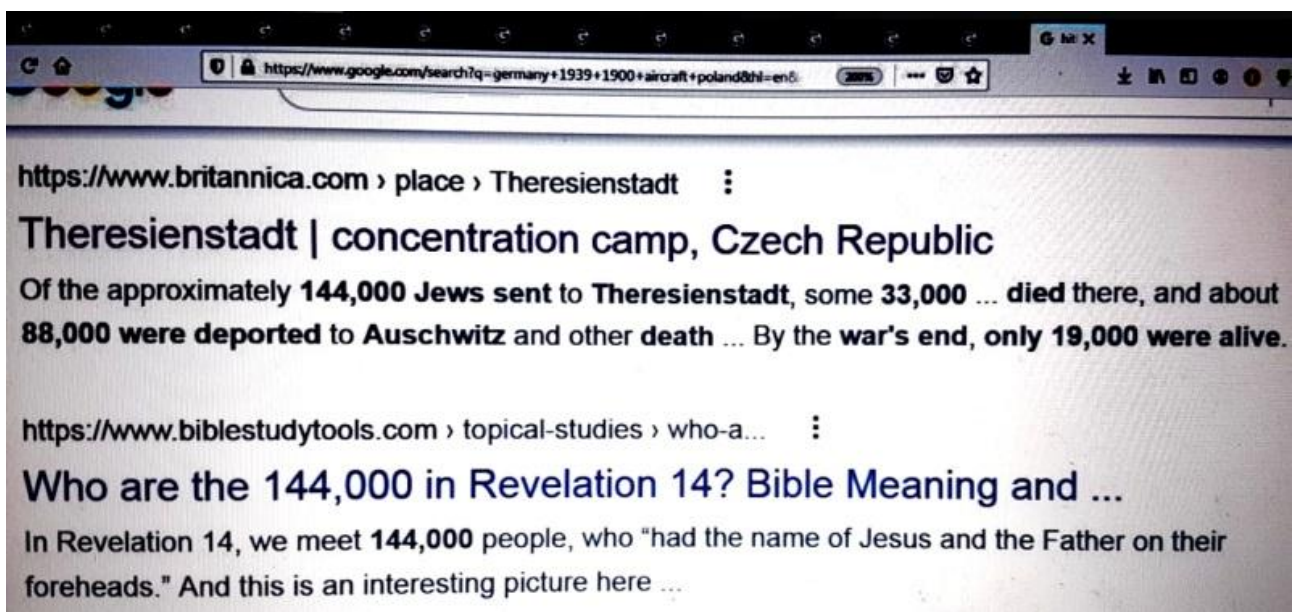 G hit X
https://www.google.com/search?q=germany+1939+1900+aircraft+poland&hl=en&
200%
https://www.britannica.com › place › Theresienstadt
Theresienstadt | concentration camp, Czech Republic
Of the approximately 144,000 Jews sent to Theresienstadt, some 33,000 ... died there, and about
88,000 were deported to Auschwitz and other death ... By the war's end, only 19,000 were alive.
https://www.biblestudytools.com › topical-studies › who-a...
Who are the 144,000 in Revelation 14? Bible Meaning and ...
In Revelation 14, we meet 144,000 people, who "had the name of Jesus and the Father on their
foreheads." And this is an interesting picture here ...